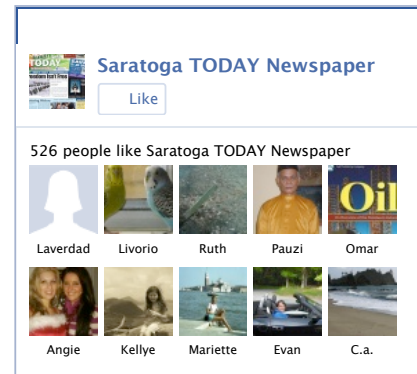 Saratoga TODAY Newspaper
Like
526 people like Saratoga TODAY Newspaper
Oil
Laverdad Livorio Ruth Pauzi Omar
Angie Kellye Mariette Evan C.a.